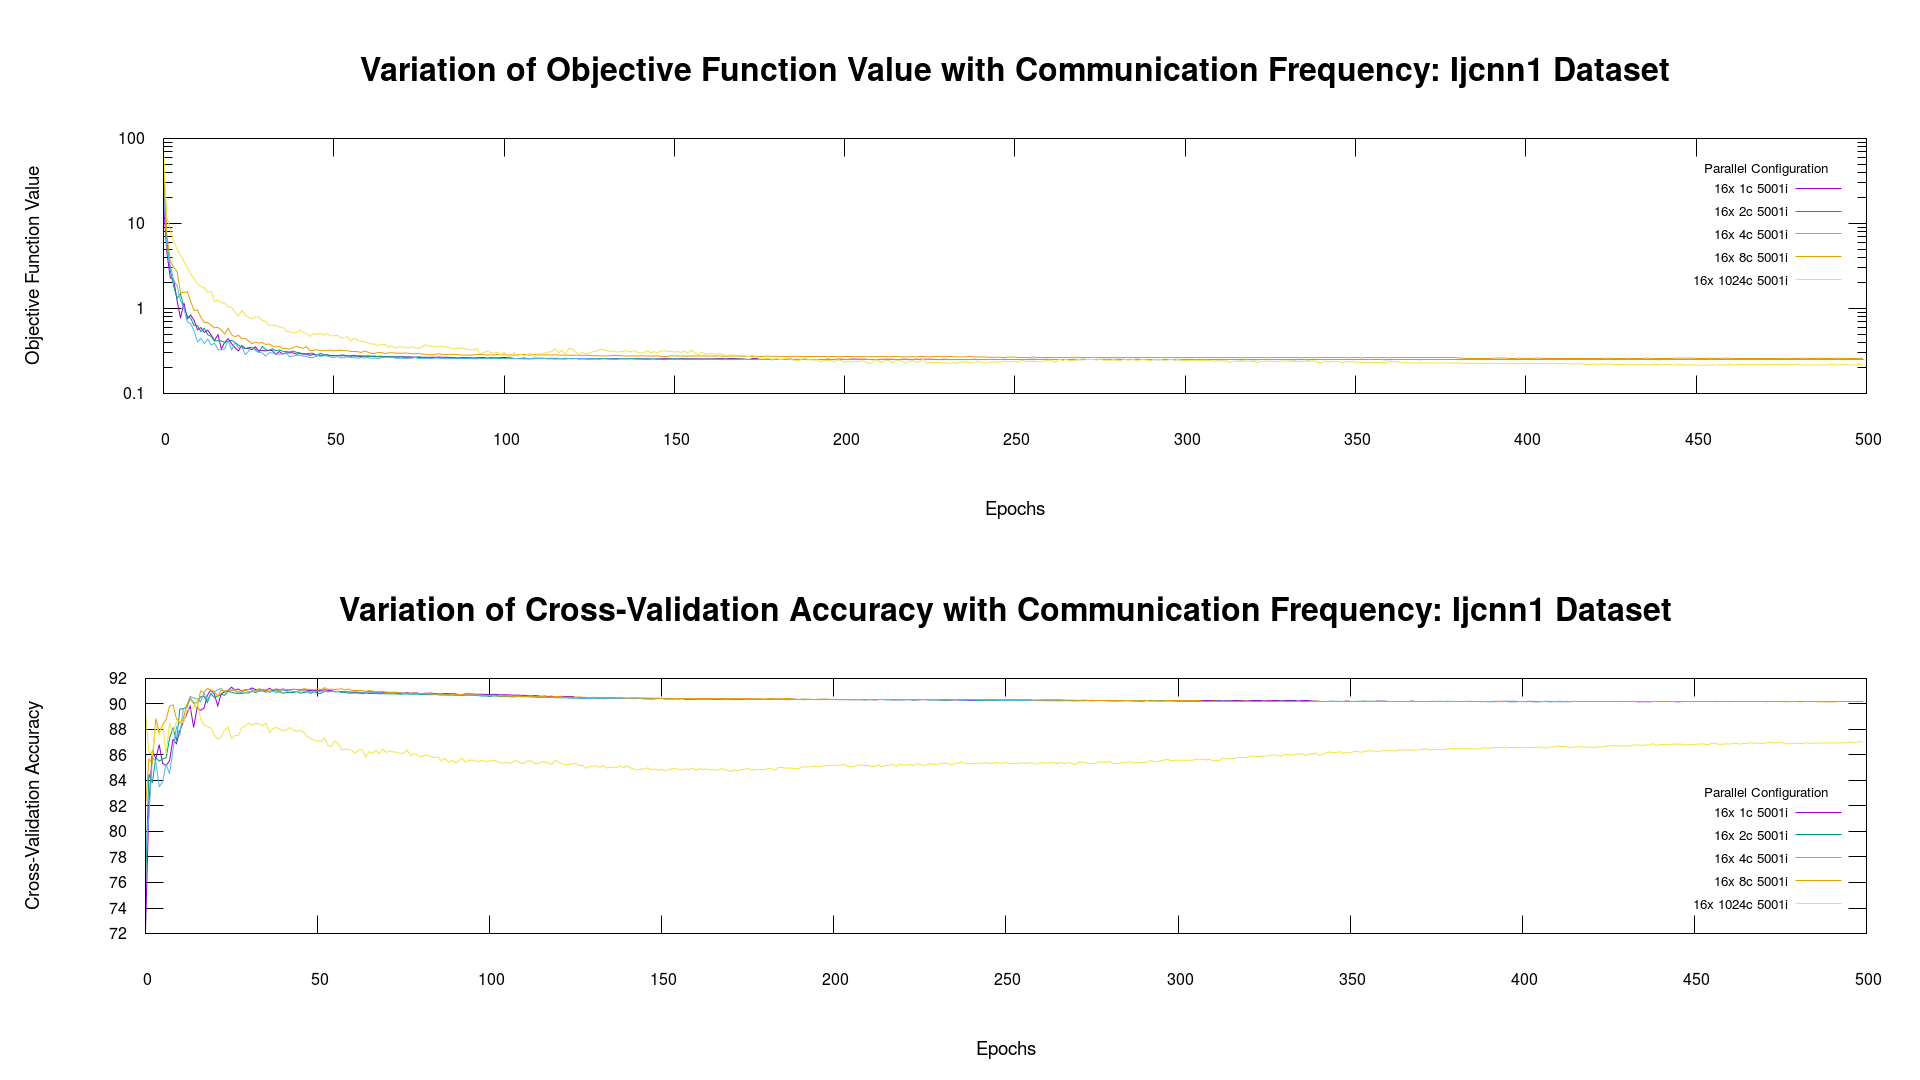 Variation of Objective Function Value with Communication Frequency: Ijcnn1 Dataset
Objective Function Value
100
10
1
0.1
Parallel Configuration
16x 1c 5001i
16x 2c 5001i
16x 4c 5001i
16x 8c 5001i
16x 1024c 5001i
0 50 100 150 200 250 300 350 400 450 500
Epochs
Variation of Cross-Validation Accuracy with Communication Frequency: Ijcnn1 Dataset
Cross-Validation Accuracy
92
90
88
86
84
82
80
78
76
74
72
Parallel Configuration
16x 1c 5001i
16x 2c 5001i
16x 4c 5001i
16x 8c 5001i
16x 1024c 5001i
0 50 100 150 200 250 300 350 400 450 500
Epochs